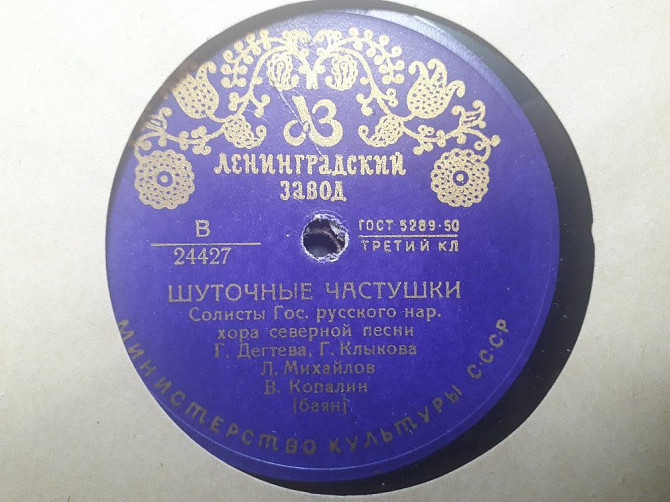 ЛЗ
ЛЕНИНГРАДСКИЙ
ЗАВОД
В
24427
ГОСТ 5289-50
ТРЕТИЙ КЛ
ШУТОЧНЫЕ ЧАСТУШКИ
Солисты Гос. русского нар.
хора северной песни
Г. Дегтева, Г. Клыкова
Л. Михайлов
В. Копалин
[баян]
МИНИСТЕРСТВО КУЛЬТУРЫ СССР